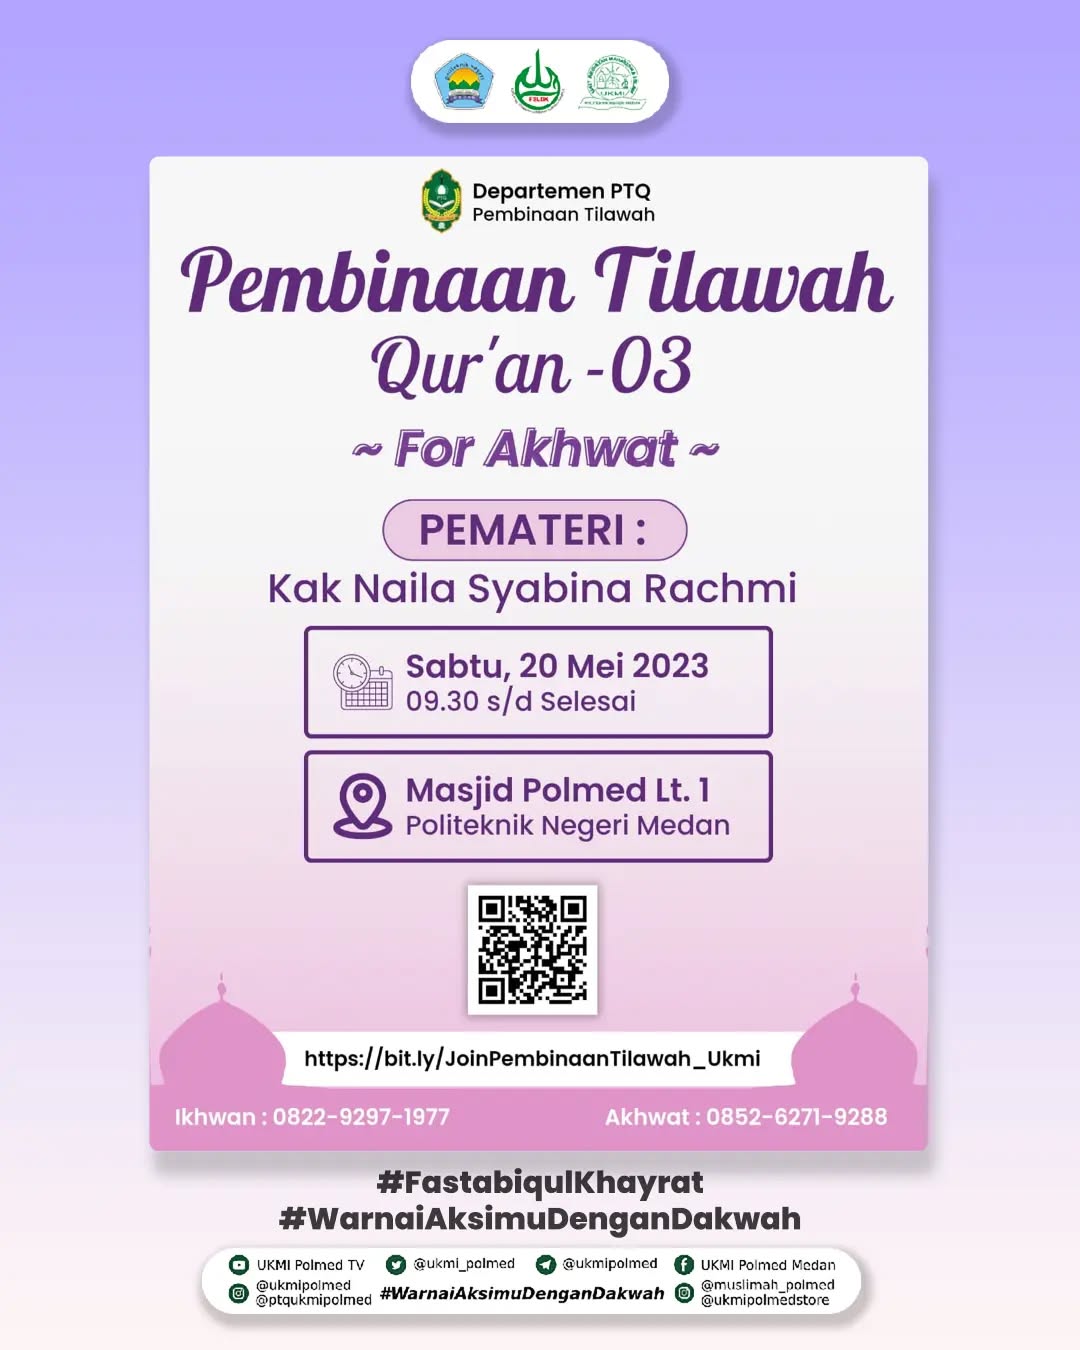 FSLDK
UKMI
PTQ
Departemen PTQ
Pembinaan Tilawah
Pembinaan Tilawah
Qur'an -03
~ For Akhwat ~
PEMATERI :
Kak Naila Syabina Rachmi
Sabtu, 20 Mei 2023
09.30 s/d Selesai
Masjid Polmed Lt. 1
Politeknik Negeri Medan
https://bit.ly/JoinPembinaanTilawah_Ukmi
Ikhwan : 0822-9297-1977
Akhwat : 0852-6271-9288
#FastabiqulKhayrat
#WarnaiAksimuDenganDakwah
UKMI Polmed TV
@ukmi_polmed
@ukmipolmed
UKMI Polmed Medan
@ukmipolmed
@ptqukmipolmed
#WarnaiAksimuDenganDakwah
@muslimah_polmed
@ukmipolmedstore